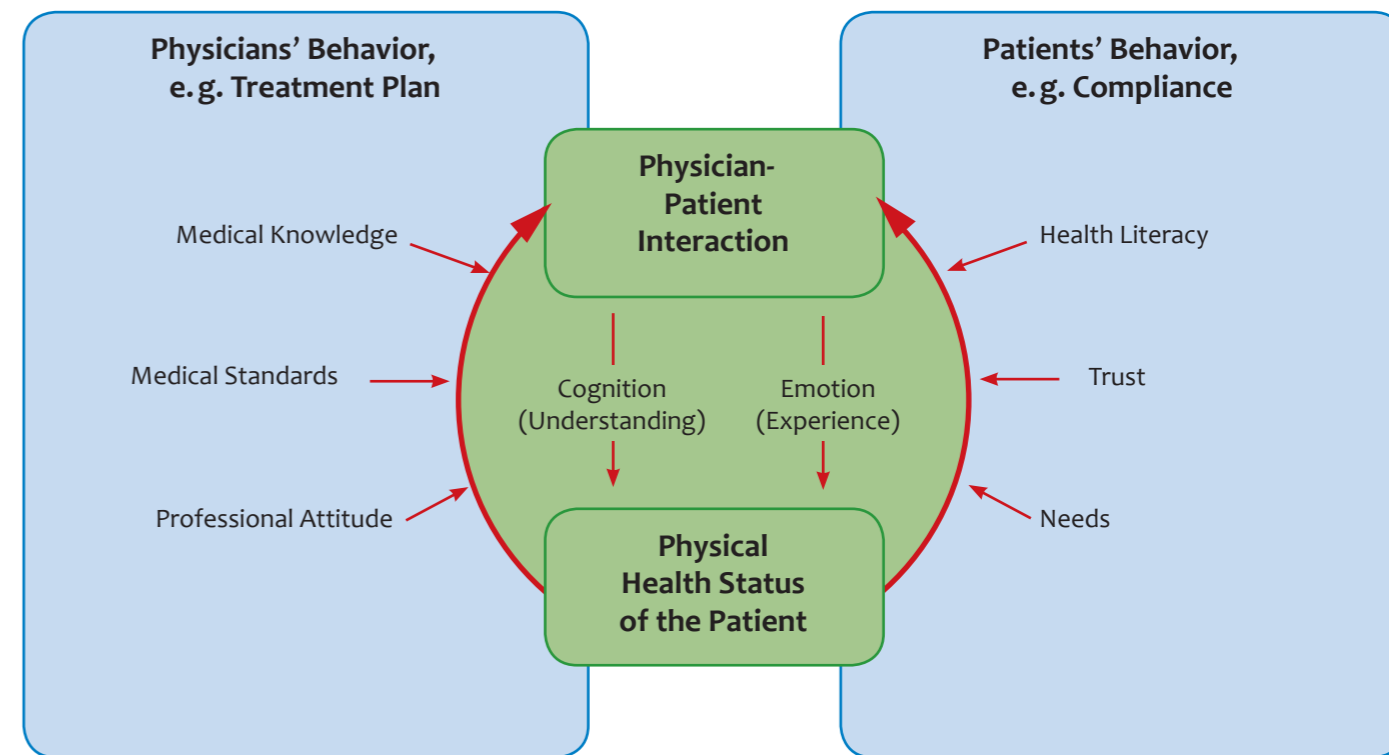 Physicians’ Behavior,
e. g. Treatment Plan
Medical Knowledge
Medical Standards
Professional Attitude
Physician-
Patient
Interaction
Cognition
(Understanding)
Emotion
(Experience)
Physical
Health Status
of the Patient
Patients’ Behavior,
e. g. Compliance
Health Literacy
Trust
Needs